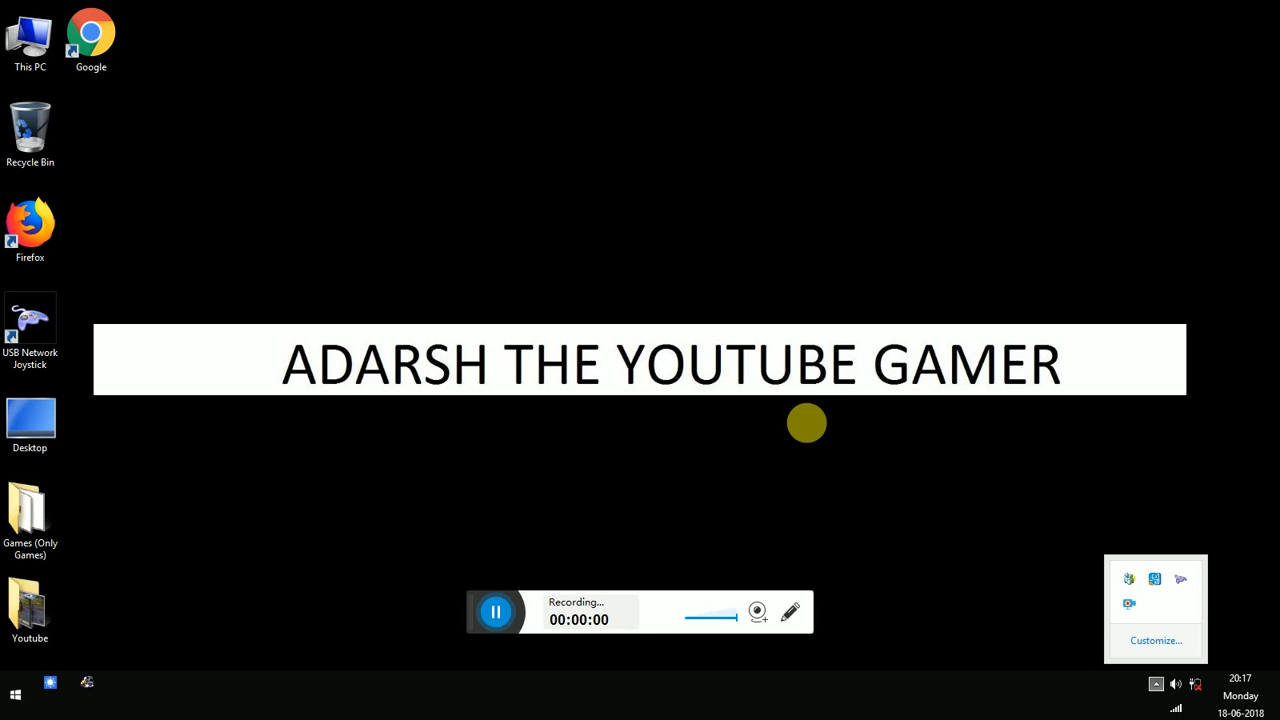 This PC
Google
Recycle Bin
Firefox
USB Network
Joystick
Desktop
Games (Only
Games)
Youtube
ADARSH THE YOUTUBE GAMER
Recording...
00:00:00
Customize...
20:17
Monday
18-06-2018